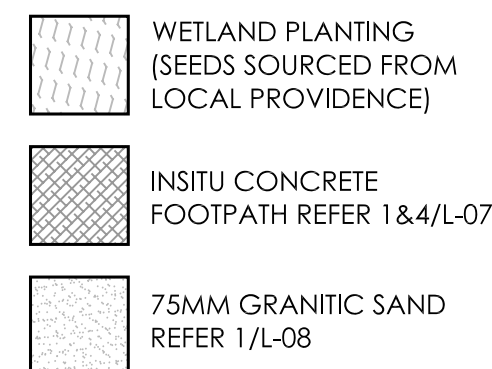 WETLAND PLANTING
(SEEDS SOURCED FROM
LOCAL PROVIDENCE)
INSITU CONCRETE
FOOTPATH REFER 1&4/L-07
75MM GRANITIC SAND
REFER 1/L-08